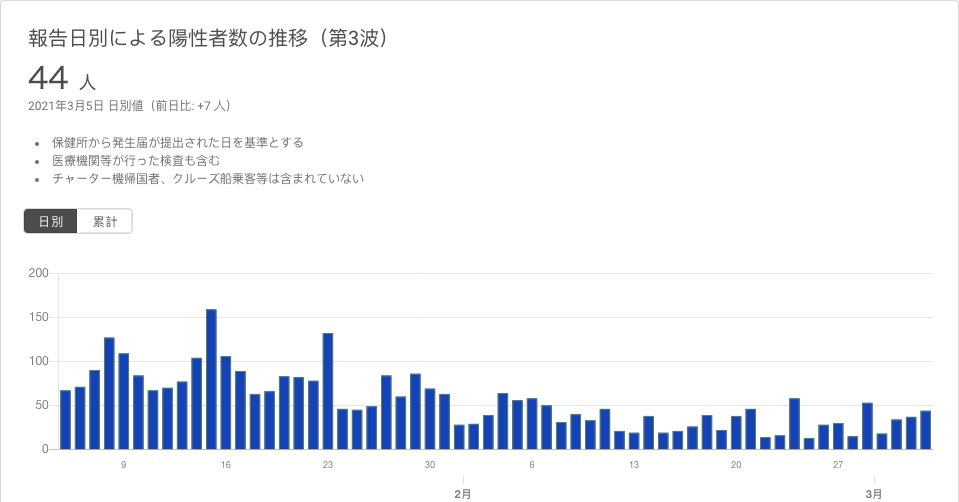 報告日別による陽性者数の推移（第3波）
44 人
2021年3月5日 日別値（前日比: +7 人）
• 保健所から発生届が提出された日を基準とする
• 医療機関等が行った検査も含む
• チャーター機帰国者、クルーズ船乗客等は含まれていない
日別 累計
200
150
100
50
0
9 16 23 30 6 13 20 27
2月 3月